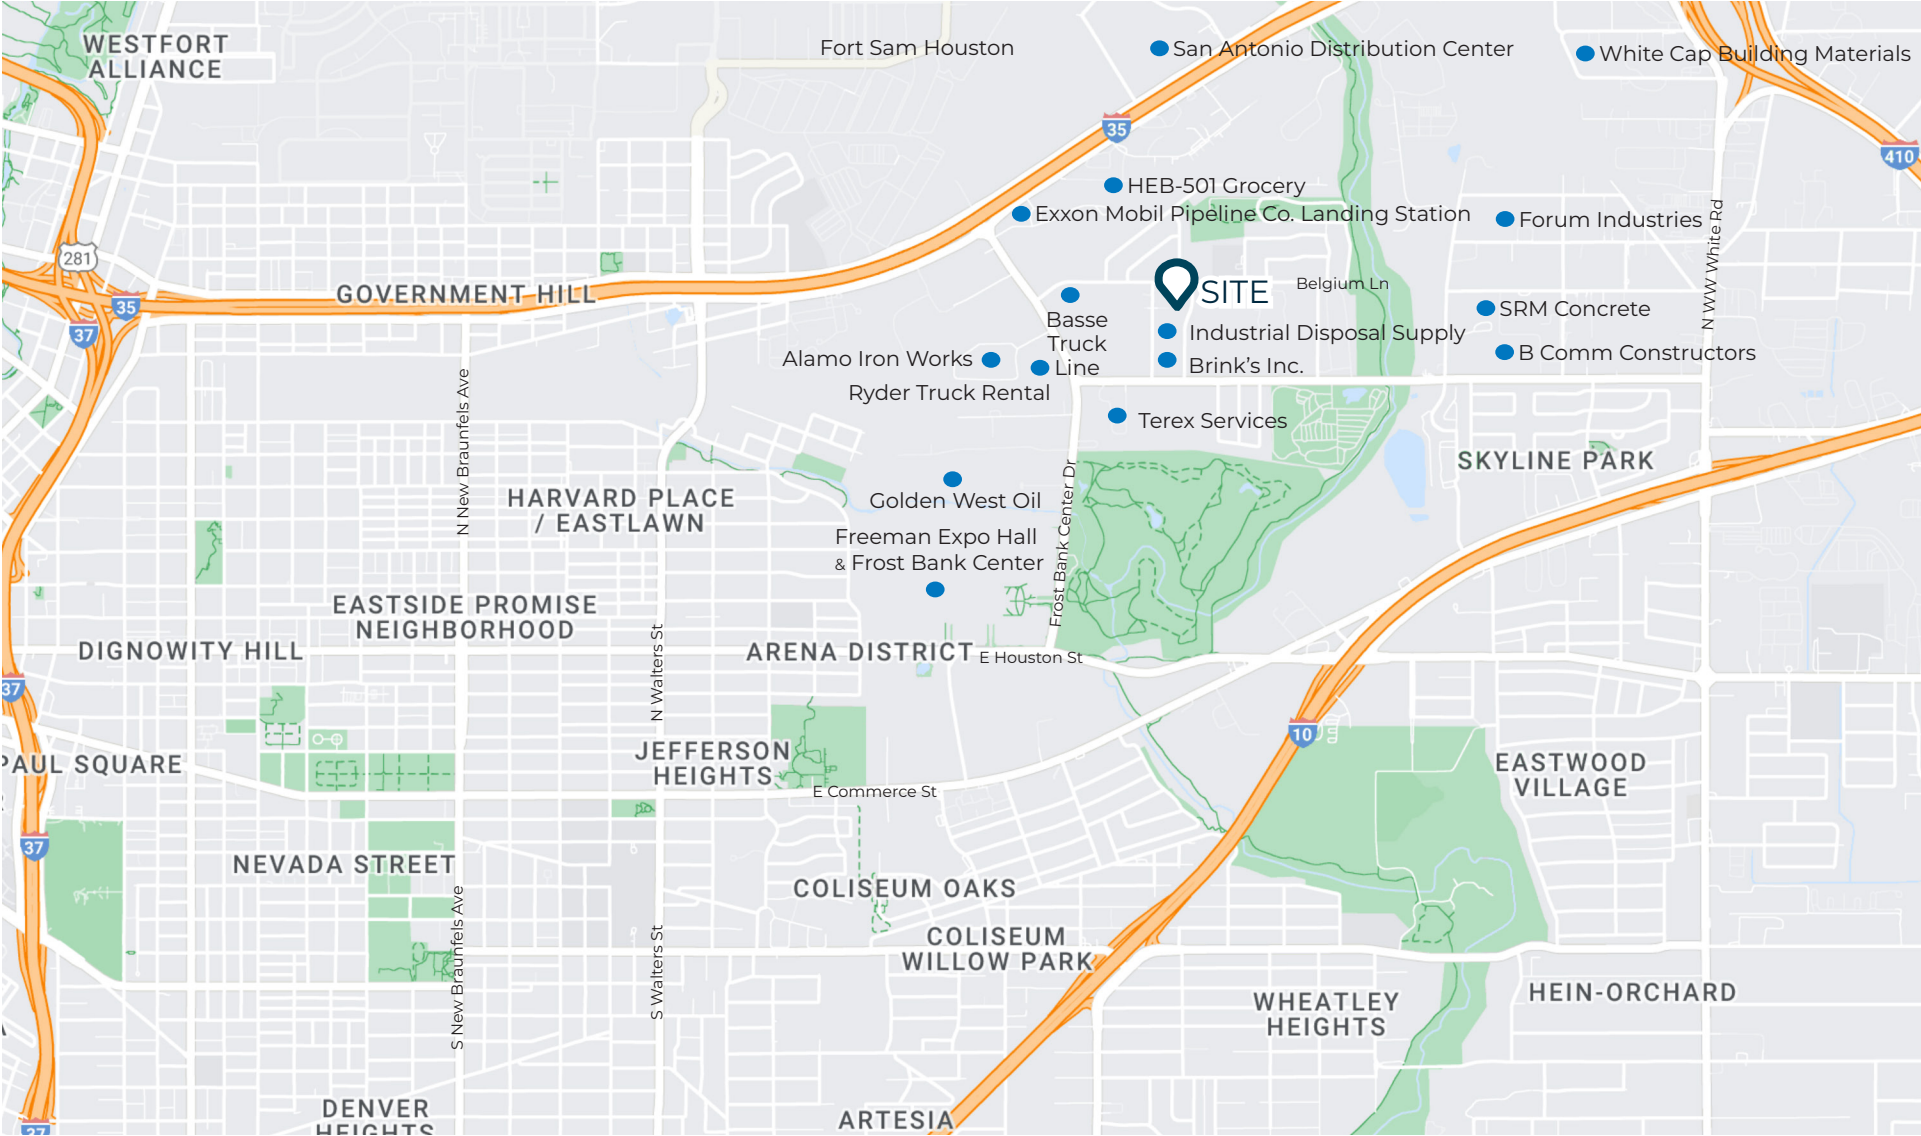 WESTFORT
ALLIANCE
Fort Sam Houston
San Antonio Distribution Center
White Cap Building Materials
35
410
HEB-501 Grocery
Exxon Mobil Pipeline Co. Landing Station
Forum Industries
N WW White Rd
281
35
37
GOVERNMENT HILL
SITE
Belgium Ln
SRM Concrete
Basse
Truck
Line
Industrial Disposal Supply
B Comm Constructors
Alamo Iron Works
Brink's Inc.
Ryder Truck Rental
Terex Services
N New Braunfels Ave
SKYLINE PARK
HARVARD PLACE
/ EASTLAWN
Golden West Oil
Freeman Expo Hall
& Frost Bank Center
Frost Bank Center Dr
EASTSIDE PROMISE
NEIGHBORHOOD
DIGNOWITY HILL
N Walters St
ARENA DISTRICT
E Houston St
37
10
PAUL SQUARE
JEFFERSON
HEIGHTS
E Commerce St
EASTWOOD
VILLAGE
37
NEVADA STREET
COLISEUM OAKS
S New Braunfels Ave
S Walters St
COLISEUM
WILLOW PARK
WHEATLEY
HEIGHTS
HEIN-ORCHARD
DENVER
HEIGHTS
ARTESIA
37